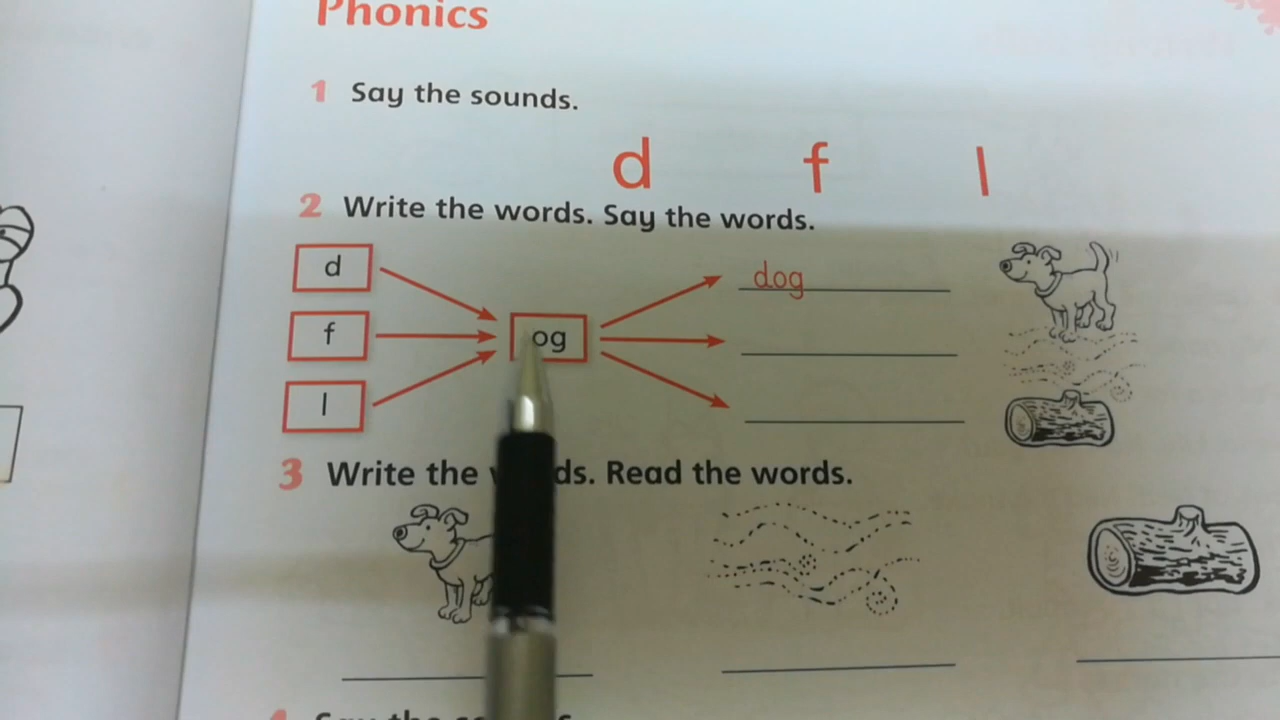 Phonics
1 Say the sounds.
d f l
2 Write the words. Say the words.
d
f
l
og
dog
3 Write the words. Read the words.